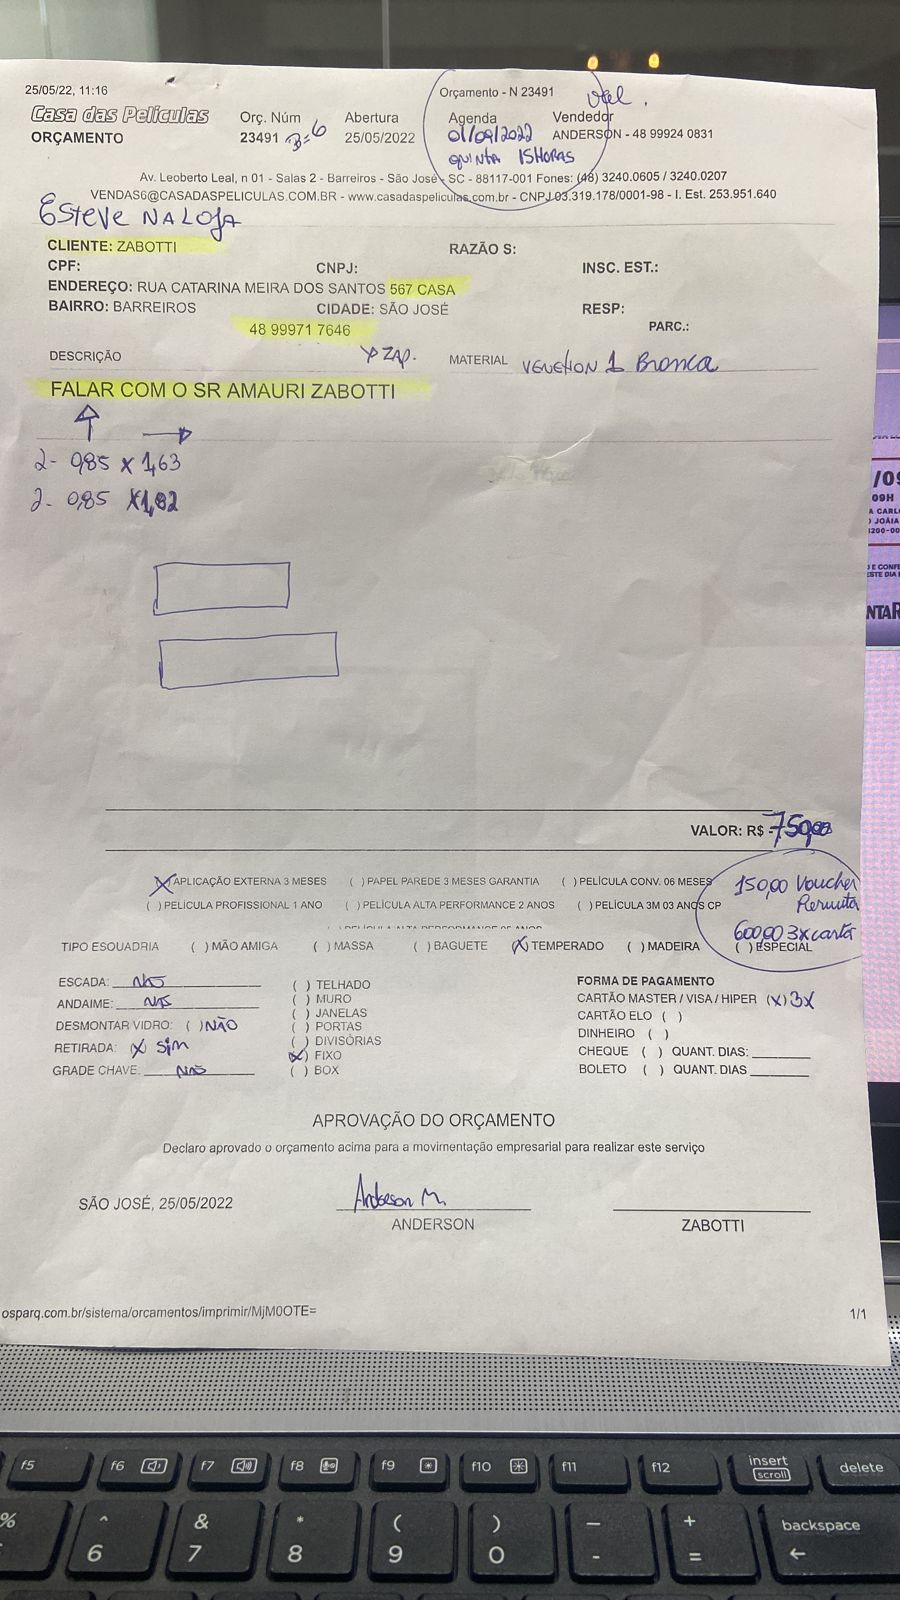 25/05/22, 11:16
Orçamento - N 23491
Casa das Películas
ORÇAMENTO
Orç. Núm
23491
Abertura
25/05/2022
Agenda
01/09/2022
QUINTA 15HORAS
Vendedor
ANDERSON - 48 99924 0831
Av. Leoberto Leal, n 01 - Salas 2 - Barreiros - São José - SC - 88117-001 Fones: (48) 3240.0605 / 3240.0207
VENDAS6@CASADASPELICULAS.COM.BR - www.casadaspeliculas.com.br - CNPJ 03.319.178/0001-98 - I. Est. 253.951.640
ESTEVE NA LOJA
CLIENTE: ZABOTTI
RAZÃO S:
CPF:
CNPJ:
INSC. EST.:
ENDEREÇO: RUA CATARINA MEIRA DOS SANTOS 567 CASA
BAIRRO: BARREIROS
CIDADE: SÃO JOSÉ
RESP:
48 99971 7646
PARC.:
DESCRIÇÃO
ZAP.
MATERIAL
1 Branca
FALAR COM O SR AMAURI ZABOTTI
2- 0,85 x 1,63
2- 0,85 x 1,82
VALOR: R$ 750,00
(X) APLICAÇÃO EXTERNA 3 MESES ( ) PAPEL PAREDE 3 MESES GARANTIA ( ) PELÍCULA CONV. 06 MESES
( ) PELÍCULA PROFISSIONAL 1 ANO ( ) PELÍCULA ALTA PERFORMANCE 2 ANOS ( ) PELÍCULA 3M 03 ANOS CP
150,00 Voucher
Permuta
600,00 3x cartão
TIPO ESQUADRIA ( ) MÃO AMIGA ( ) MASSA ( ) BAGUETE (X) TEMPERADO ( ) MADEIRA ( ) ESPECIAL
ESCADA: NÃO
ANDAIME: NÃO
DESMONTAR VIDRO: ( ) NÃO
RETIRADA: (X) Sim
GRADE CHAVE: NÃO
( ) TELHADO
( ) MURO
( ) JANELAS
( ) PORTAS
( ) DIVISÓRIAS
(X) FIXO
( ) BOX
FORMA DE PAGAMENTO
CARTÃO MASTER / VISA / HIPER (X) 3X
CARTÃO ELO ( )
DINHEIRO ( )
CHEQUE ( ) QUANT. DIAS:
BOLETO ( ) QUANT. DIAS
APROVAÇÃO DO ORÇAMENTO
Declaro aprovado o orçamento acima para a movimentação empresarial para realizar este serviço
SÃO JOSÉ, 25/05/2022
Anderson M.
ANDERSON
ZABOTTI
osparq.com.br/sistema/orcamentos/imprimir/MjM0OTE=
1/1
f5 f6 f7 f8 f9 f10 f11 f12 insert scroll delete
% ^ & * ( ) — + backspace
6 7 8 9 0 - =